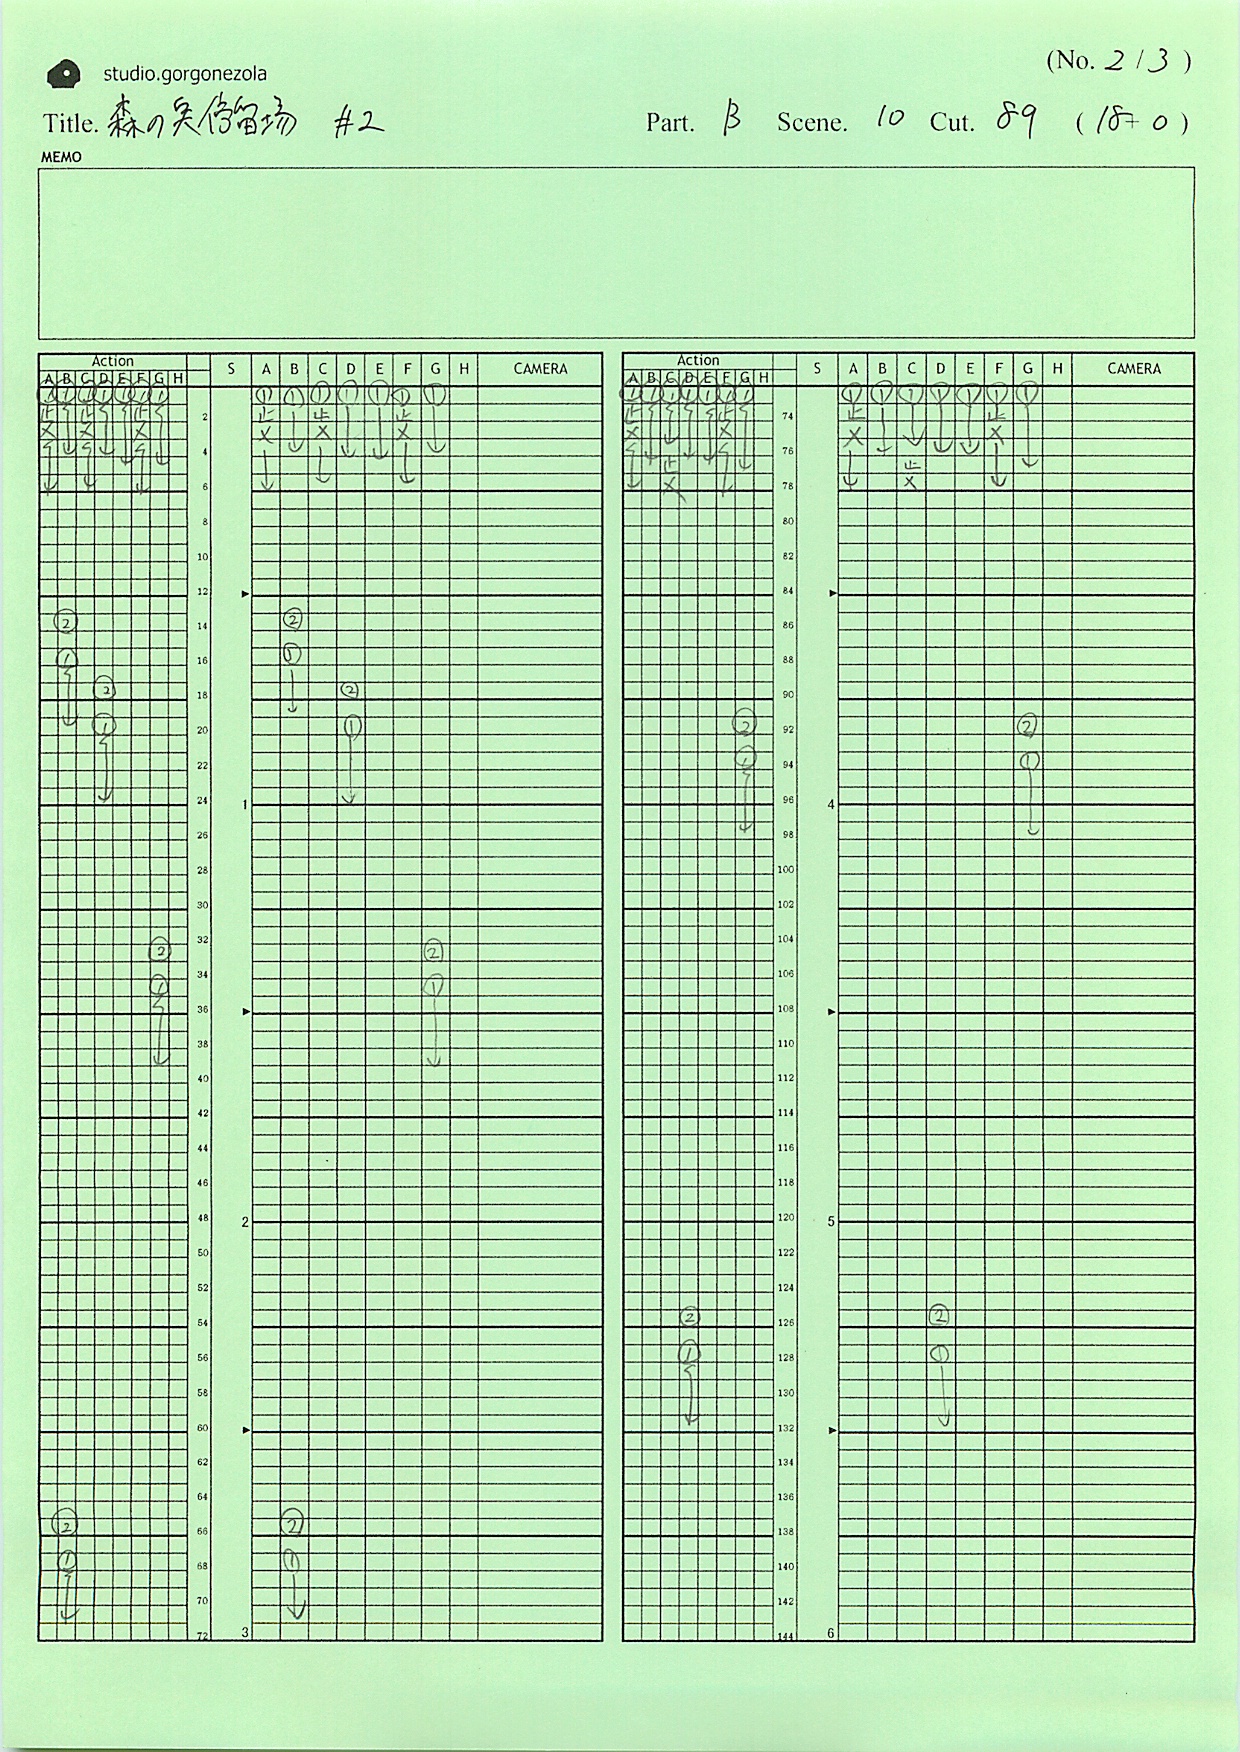 (No. 2/3)
studio.gorgonezola
Title. 森の 停留場 #2 Part. B Scene. 10 Cut. 89 (18+0)
MEMO
Action S A B C D E F G H CAMERA
A B C D E F G H
① ① ① ① ① ① ① ① ① ① ① ① ① ①
2 止 止 止 止 止 止
× × × × × ×
4
6
8
10
12
② 14 ②
① 16 ①
② 18 ②
① 20 ①
22
24 1
26
28
30
② 32 ②
① 34 ①
36
38
40
42
44
46
48 2
50
52
54
56
58
60
62
64
② 66 ②
① 68 ①
70
72 3
Action S A B C D E F G H CAMERA
A B C D E F G H
① ① ① ① ① ① ① ① ① ① ① ① ① ①
止 止 74 止 止
× × × ×
76
止 止
× 78 ×
80
82
84
86
88
90
② 92 ②
① 94 ①
96 4
98
100
102
104
106
108
110
112
114
116
118
120 5
122
124
② 126 ②
① 128 ①
130
132
134
136
138
140
142
144 6